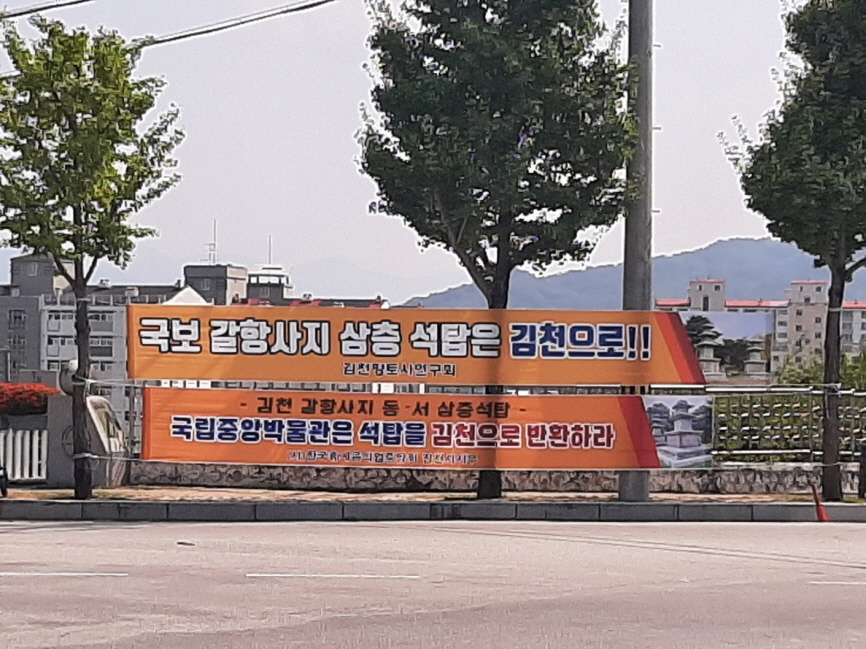 국보 갈항사지 삼층 석탑은 김천으로!!
김천향토사연구회
- 김천 갈항사지 동·서 삼층석탑 -
국립중앙박물관은 석탑을 김천으로 반환하라